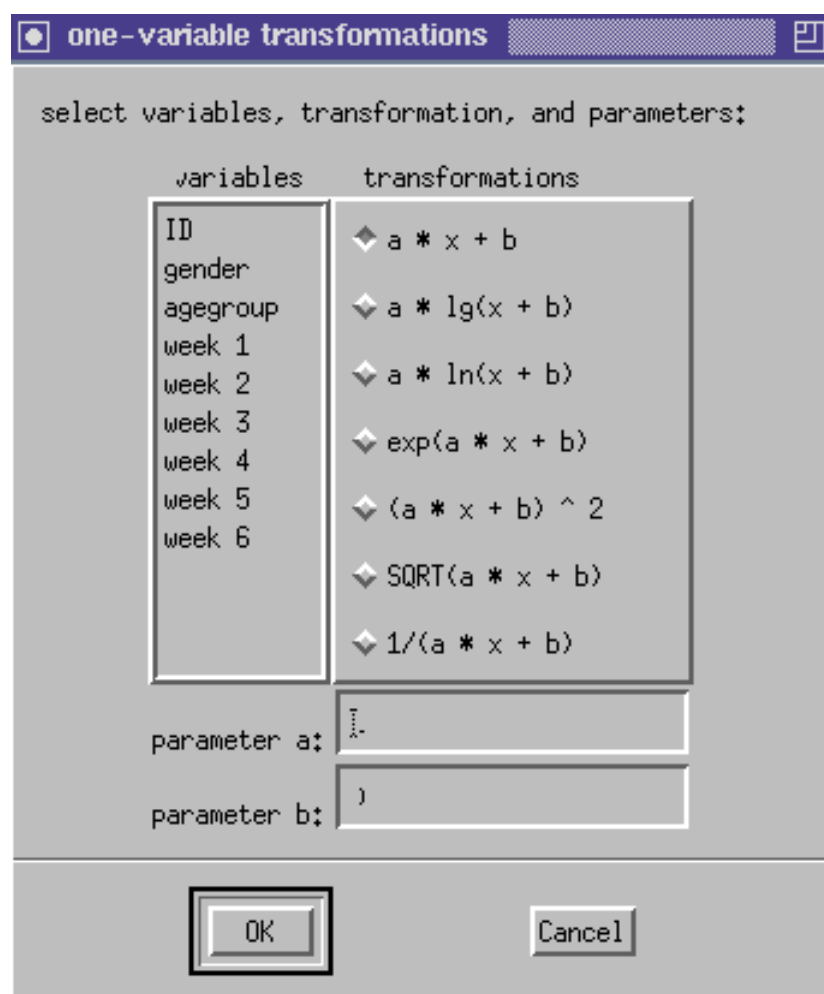 one-variable transformations
select variables, transformation, and parameters:
variables transformations
ID
gender
agegroup
week 1
week 2
week 3
week 4
week 5
week 6
a * x + b
a * lg(x + b)
a * ln(x + b)
exp(a * x + b)
(a * x + b) ^ 2
SQRT(a * x + b)
1/(a * x + b)
parameter a:
parameter b:
OK Cancel